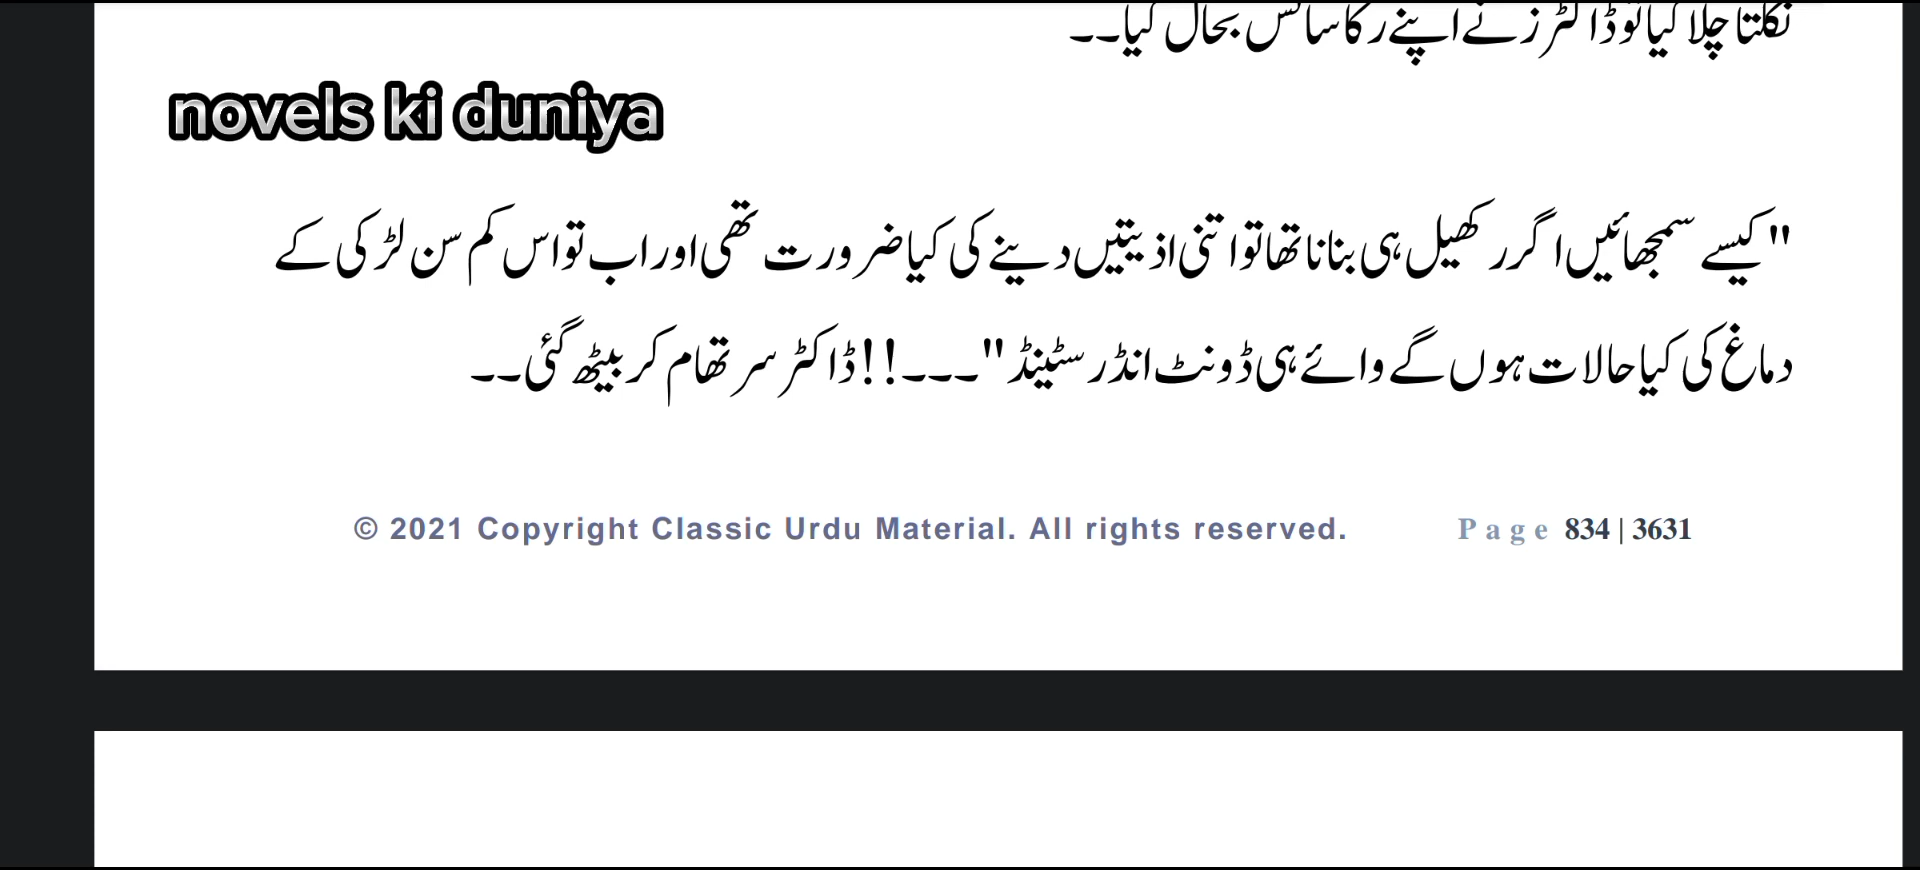 نکلتا چلا گیا تو ڈاکٹرز نے اپنے رکا سانس بحال کیا۔۔
novels ki duniya
"کیسے سمجھائیں اگر رکھیل ہی بنانا تھا تو اتنی اذیتیں دینے کی کیا ضرورت تھی اور اب تو اس کم سن لڑکی کے
دماغ کی کیا حالات ہوں گے وائے ہی ڈونٹ انڈرسٹینڈ"۔۔۔!!ڈاکٹر سر تھام کر بیٹھ گئی۔۔
© 2021 Copyright Classic Urdu Material. All rights reserved. Page 834 | 3631